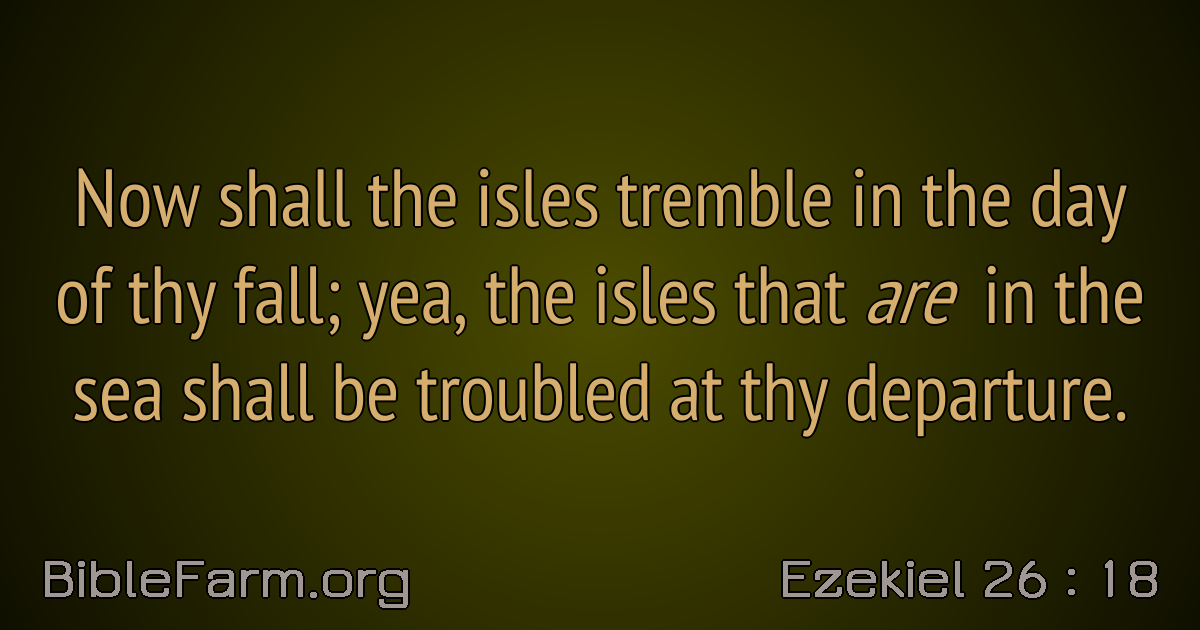 Now shall the isles tremble in the day
of thy fall; yea, the isles that are in the
sea shall be troubled at thy departure.
BibleFarm.org
Ezekiel 26 : 18